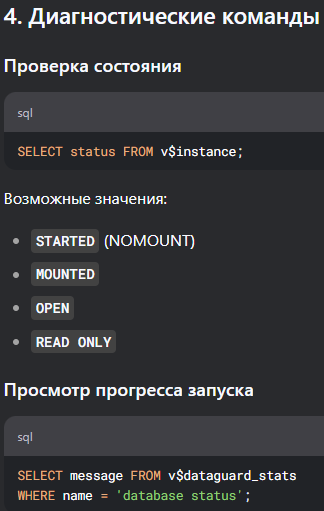 4. Диагностические команды
Проверка состояния
sql
SELECT status FROM v$instance;
Возможные значения:
STARTED (NOMOUNT)
MOUNTED
OPEN
READ ONLY
Просмотр прогресса запуска
sql
SELECT message FROM v$dataguard_stats
WHERE name = 'database status';